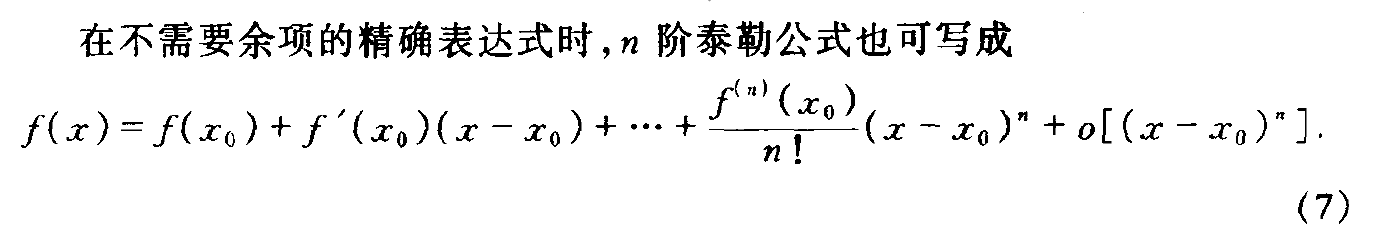 在不需要余项的精确表达式时,n 阶泰勒公式也可写成
f(x)=f(x₀)+f′(x₀)(x−x₀)+⋯+\frac{f^{(n)}(x₀)}{n!}(x−x₀)ⁿ+o[(x−x₀)ⁿ].
(7)